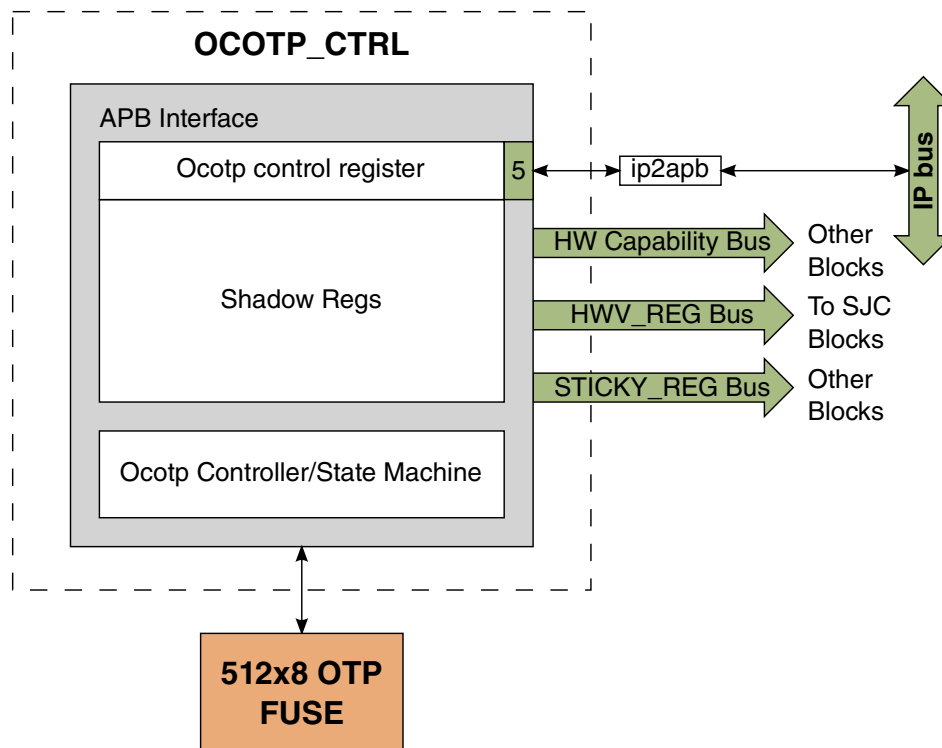 OCOTP_CTRL
APB Interface
Ocotp control register
5
ip2apb
IP bus
HW Capability Bus
Other
Blocks
Shadow Regs
HWV_REG Bus
To SJC
Blocks
STICKY_REG Bus
Other
Blocks
Ocotp Controller/State Machine
512x8 OTP
FUSE